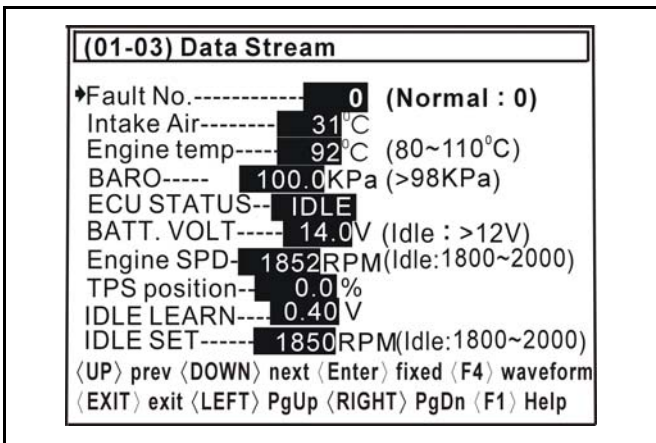 (01-03) Data Stream
➧Fault No.------------ 0 (Normal : 0)
Intake Air-------- 31°C
Engine temp----- 92°C (80~110°C)
BARO----- 100.0KPa (>98KPa)
ECU STATUS-- IDLE
BATT. VOLT----- 14.0V (Idle : >12V)
Engine SPD- 1852RPM(Idle:1800~2000)
TPS position-- 0.0%
IDLE LEARN---- 0.40 V
IDLE SET------ 1850RPM(Idle:1800~2000)
〈UP〉 prev 〈DOWN〉 next 〈Enter〉 fixed 〈F4〉 waveform
〈EXIT〉 exit 〈LEFT〉 PgUp 〈RIGHT〉 PgDn 〈F1〉 Help